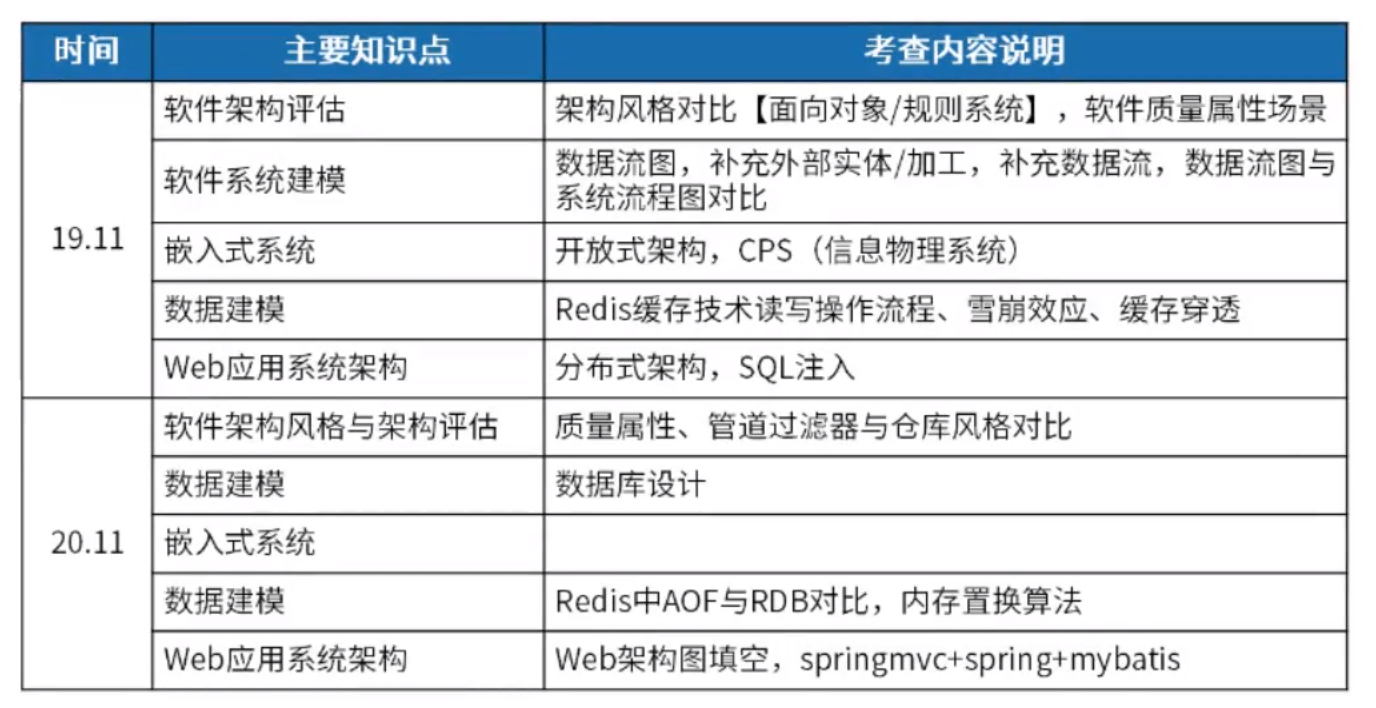 时间 主要知识点 考查内容说明
19.11
软件架构评估 架构风格对比【面向对象/规则系统】，软件质量属性场景
软件系统建模 数据流图，补充外部实体/加工，补充数据流，数据流图与
系统流程图对比
嵌入式系统 开放式架构，CPS（信息物理系统）
数据建模 Redis缓存技术读写操作流程、雪崩效应、缓存穿透
Web应用系统架构 分布式架构，SQL注入
20.11
软件架构风格与架构评估 质量属性、管道过滤器与仓库风格对比
数据建模 数据库设计
嵌入式系统
数据建模 Redis中AOF与RDB对比，内存置换算法
Web应用系统架构 Web架构图填空，springmvc+spring+mybatis